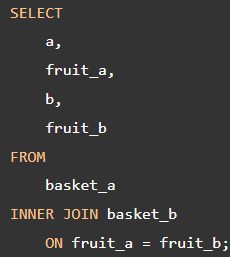 SELECT
    a,
    fruit_a,
    b,
    fruit_b
FROM
    basket_a
INNER JOIN basket_b
    ON fruit_a = fruit_b;